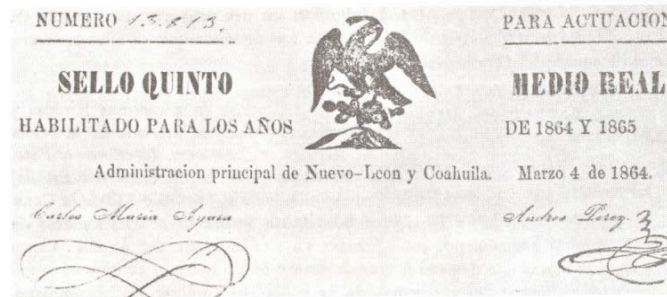 NUMERO 13.813 PARA ACTUACION
SELLO QUINTO MEDIO REAL
HABILITADO PARA LOS AÑOS DE 1864 Y 1865
Administracion principal de Nuevo-Leon y Coahuila. Marzo 4 de 1864.
Carlos Maria Ayala Andres Perez